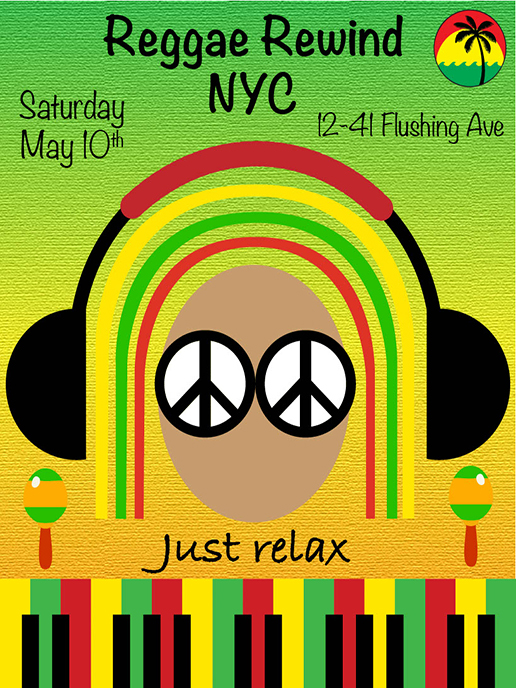 Reggae Rewind
NYC
Saturday
May 10th
12-41 Flushing Ave
Just relax